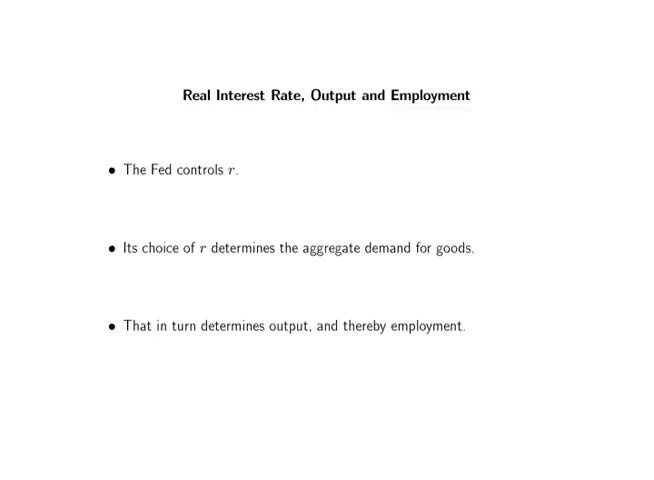 Real Interest Rate, Output and Employment
• The Fed controls r.
• Its choice of r determines the aggregate demand for goods.
• That in turn determines output, and thereby employment.